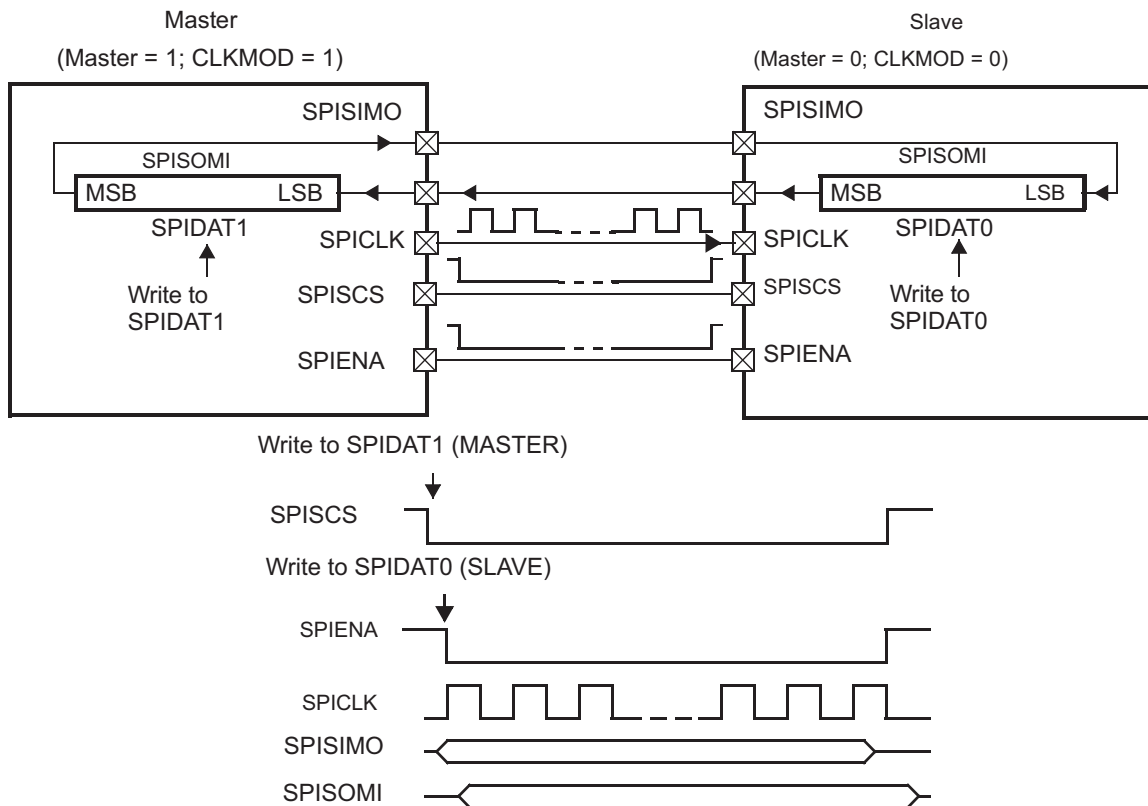 Master
(Master = 1; CLKMOD = 1)
Slave
(Master = 0; CLKMOD = 0)
SPISIMO
SPISIMO
SPISOMI
SPISOMI
MSB LSB
MSB LSB
SPIDAT1
SPICLK
SPICLK
SPIDAT0
Write to
SPIDAT1
SPISCS
SPISCS
Write to
SPIDAT0
SPIENA
SPIENA
Write to SPIDAT1 (MASTER)
SPISCS
Write to SPIDAT0 (SLAVE)
SPIENA
SPICLK
SPISIMO
SPISOMI